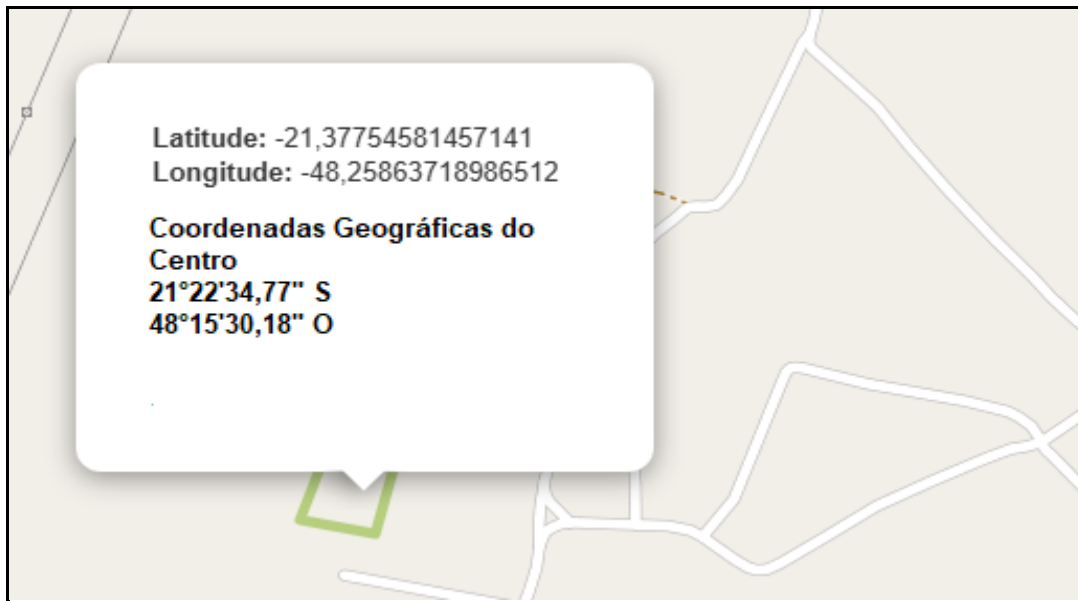 Latitude: -21,37754581457141
Longitude: -48,25863718986512
Coordenadas Geográficas do
Centro
21°22'34,77" S
48°15'30,18" O
.